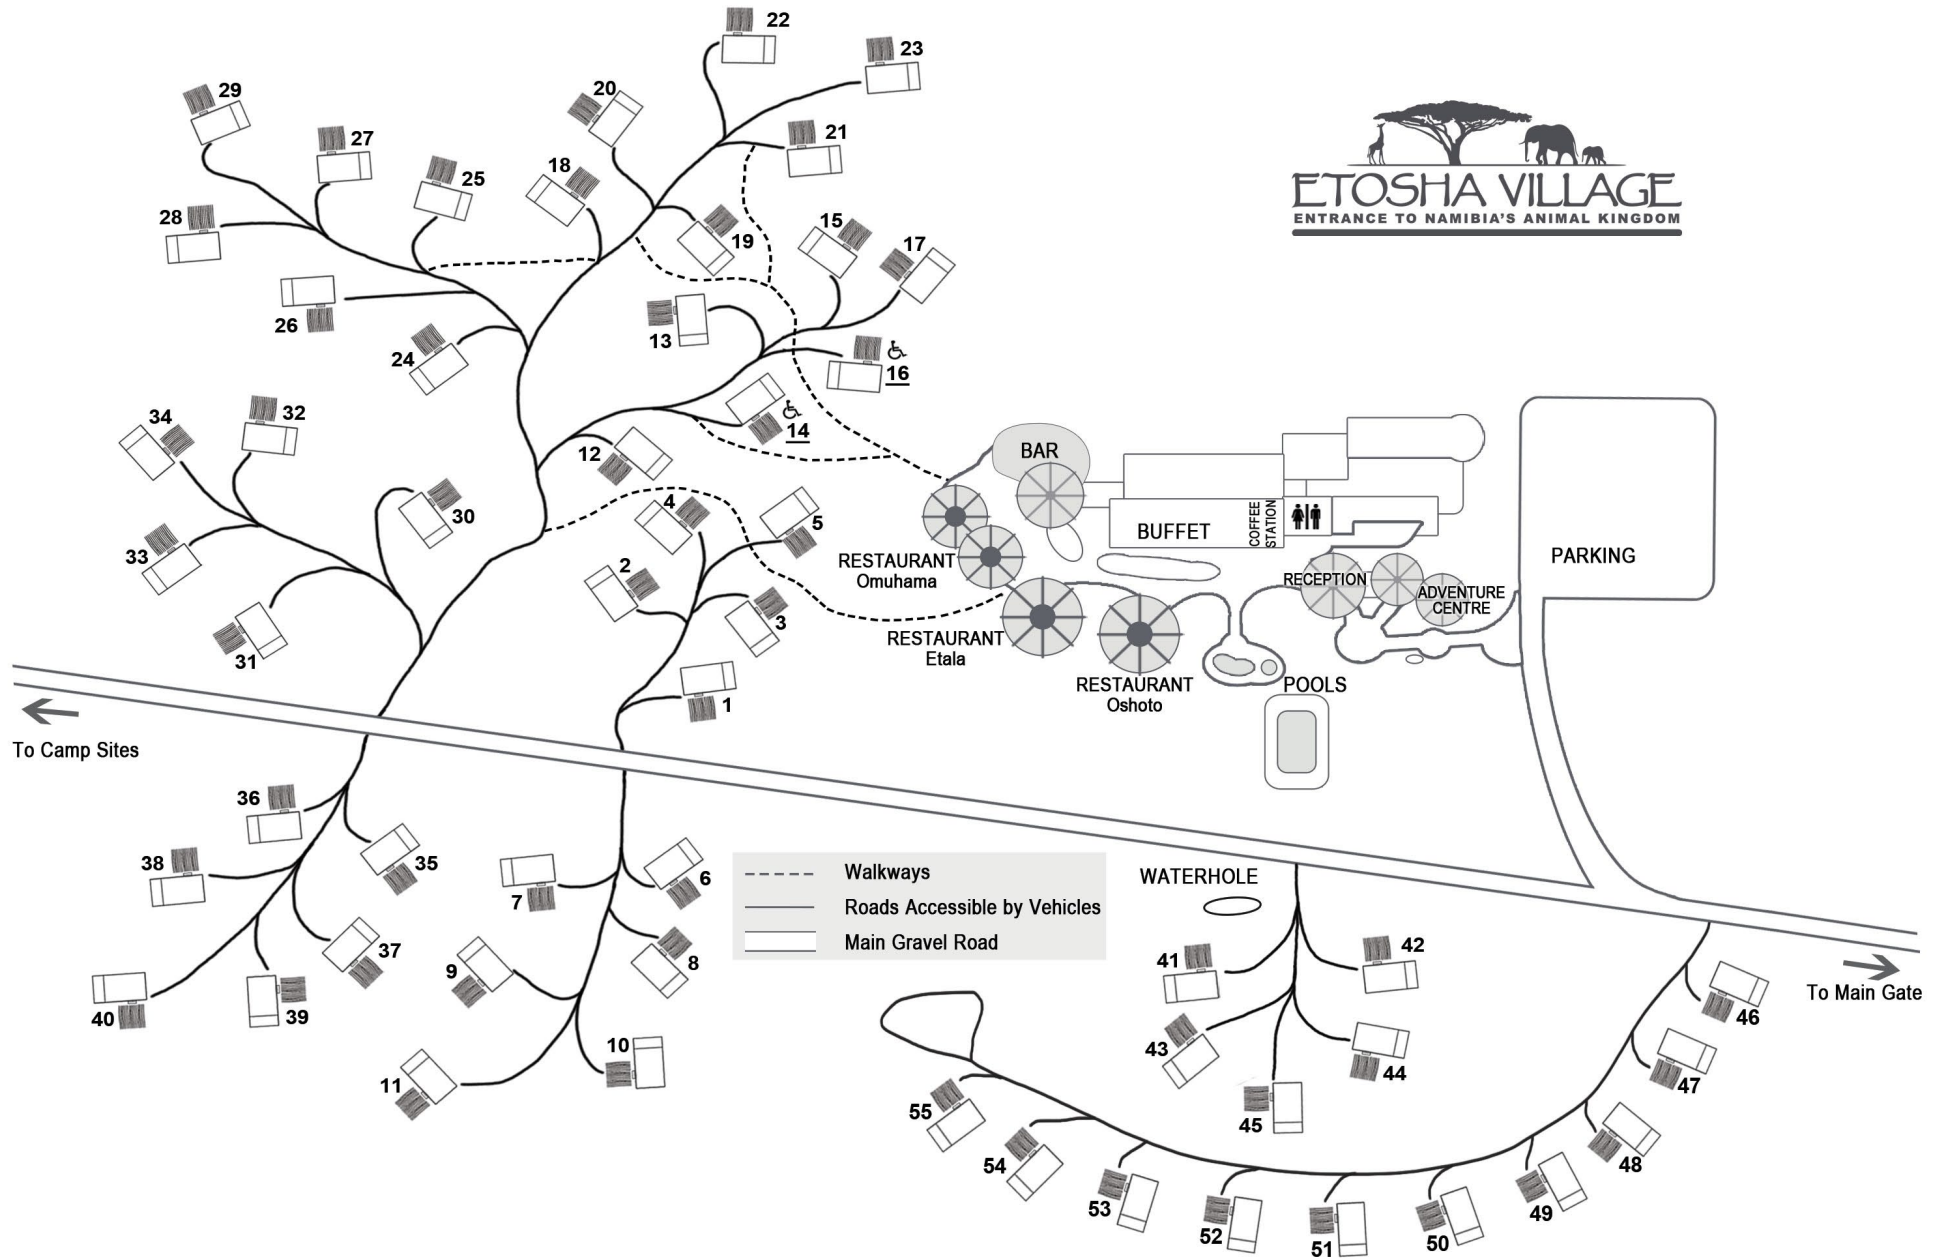 22
23
29
20
21
27
18
25
28
15
19
17
26
13
24
16
34
32
14
12
30
4
5
33
2
3
31
1
ETOSHA VILLAGE
ENTRANCE TO NAMIBIA'S ANIMAL KINGDOM
BAR
BUFFET
COFFEE
STATION
RESTAURANT
Omuhama
RESTAURANT
Etala
RESTAURANT
Oshoto
RECEPTION
ADVENTURE
CENTRE
PARKING
POOLS
To Camp Sites
36
38
35
7
6
37
9
8
40
39
10
11
Walkways
Roads Accessible by Vehicles
Main Gravel Road
WATERHOLE
41
42
43
44
45
To Main Gate
46
47
48
49
50
51
52
53
54
55